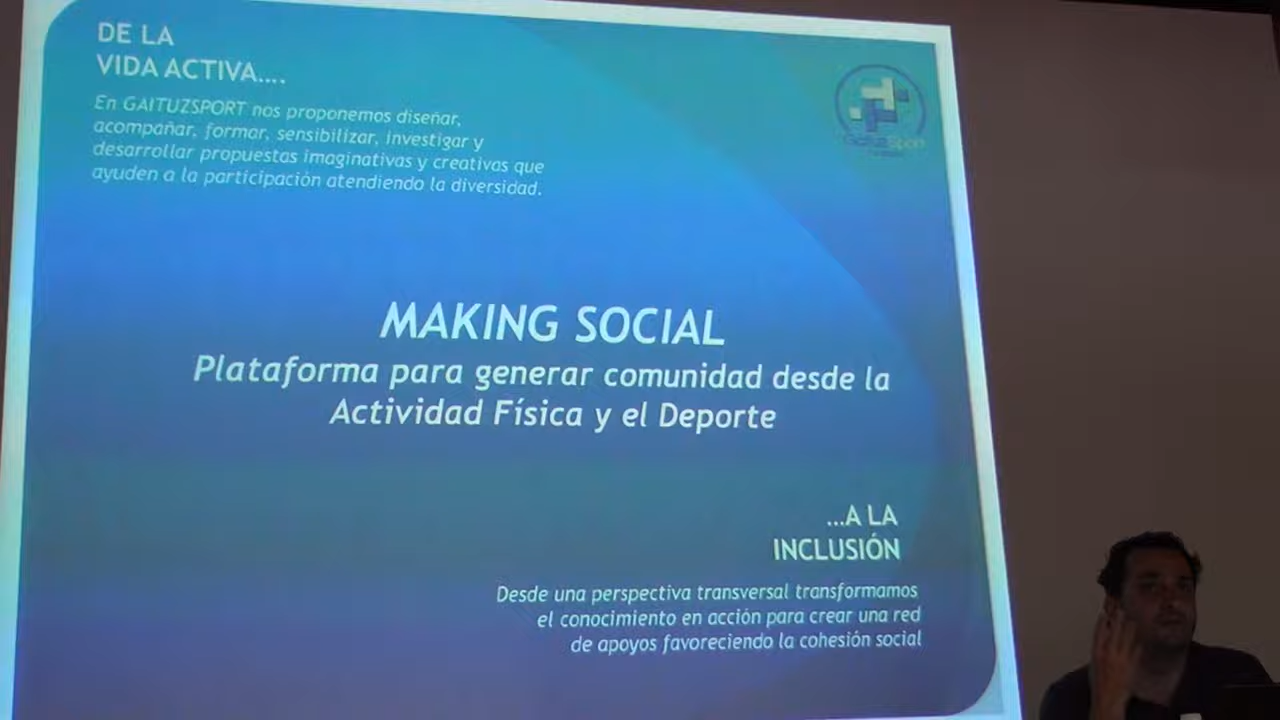 DE LA
VIDA ACTIVA....
En GAITUZSPORT nos proponemos diseñar,
acompañar, formar, sensibilizar, investigar y
desarrollar propuestas imaginativas y creativas que
ayuden a la participación atendiendo la diversidad.
MAKING SOCIAL
Plataforma para generar comunidad desde la
Actividad Física y el Deporte
...A LA
INCLUSIÓN
Desde una perspectiva transversal transformamos
el conocimiento en acción para crear una red
de apoyos favoreciendo la cohesión social